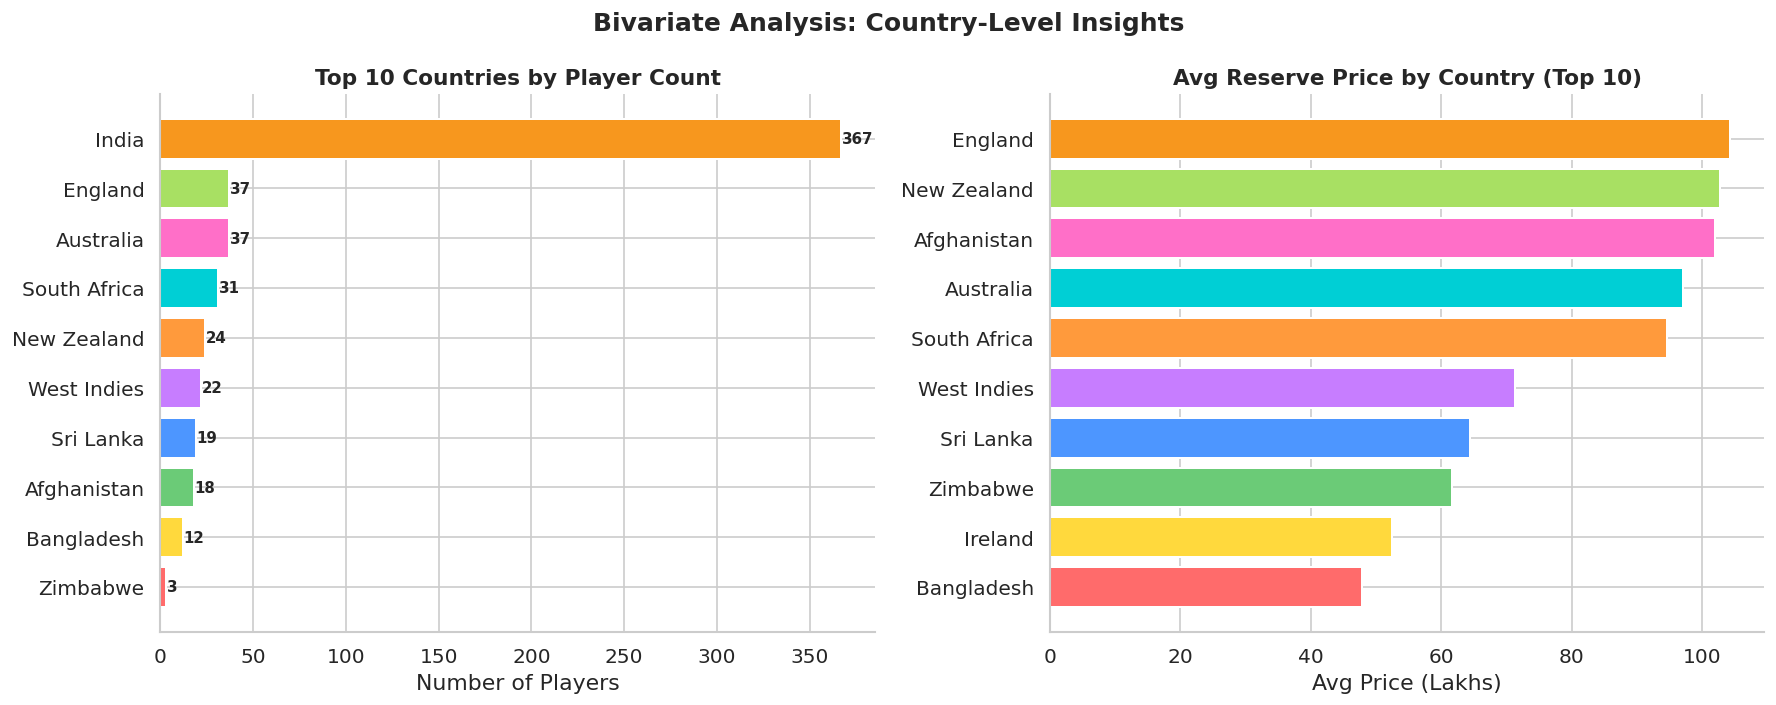 Bivariate Analysis: Country-Level Insights
Top 10 Countries by Player Count
India 367
England 37
Australia 37
South Africa 31
New Zealand 24
West Indies 22
Sri Lanka 19
Afghanistan 18
Bangladesh 12
Zimbabwe 3
0 50 100 150 200 250 300 350
Number of Players
Avg Reserve Price by Country (Top 10)
England
New Zealand
Afghanistan
Australia
South Africa
West Indies
Sri Lanka
Zimbabwe
Ireland
Bangladesh
0 20 40 60 80 100
Avg Price (Lakhs)